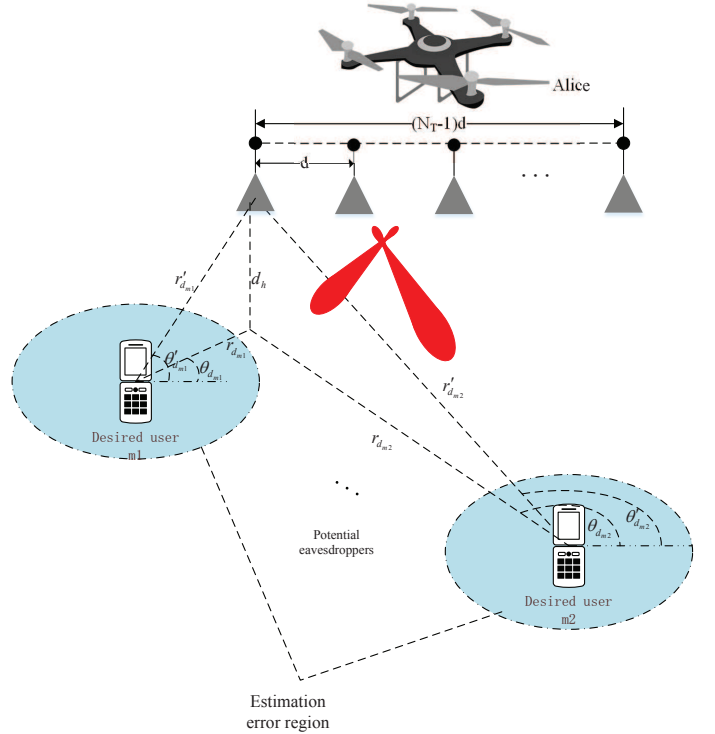 Alice
(N_T-1)d
d
. . .
r'_{d_{m1}}
d_h
r_{d_{m1}}
θ'_{d_{m1}}
θ_{d_{m1}}
r'_{d_{m2}}
Desired user
m1
r_{d_{m2}}
. . .
Potential
eavesdroppers
θ_{d_{m2}}
θ'_{d_{m2}}
Desired user
m2
Estimation
error region